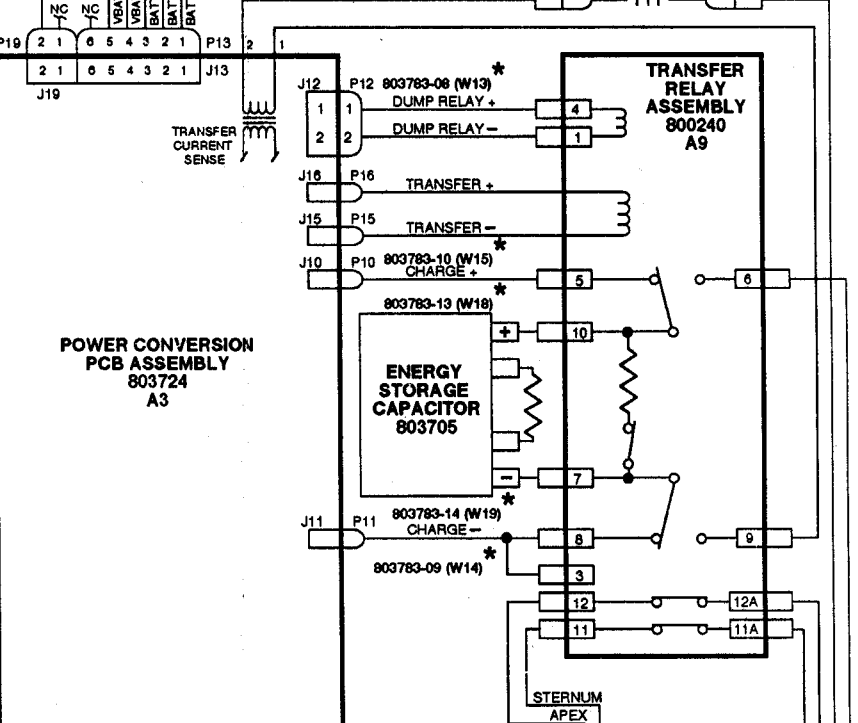 NC NC VBA BAT VBA BAT BAT BAT
P19 2 1 6 5 4 3 2 1 P13 2 1
2 1 6 5 4 3 2 1 J13
J19
TRANSFER
CURRENT
SENSE
J12 P12 803783-08 (W13) *
1 1 DUMP RELAY + 4
2 2 DUMP RELAY – 1
TRANSFER
RELAY
ASSEMBLY
800240
A9
J16 P16
TRANSFER +
J15 P15
TRANSFER –
*
J10 P10 803783-10 (W15)
CHARGE + 5 6
*
803783-13 (W18)
+ 10
ENERGY
STORAGE
CAPACITOR
803705
– 7
*
POWER CONVERSION
PCB ASSEMBLY
803724
A3
803783-14 (W19)
J11 P11 CHARGE – 8 9
*
803783-09 (W14) 3
12 12A
11 11A
STERNUM
APEX